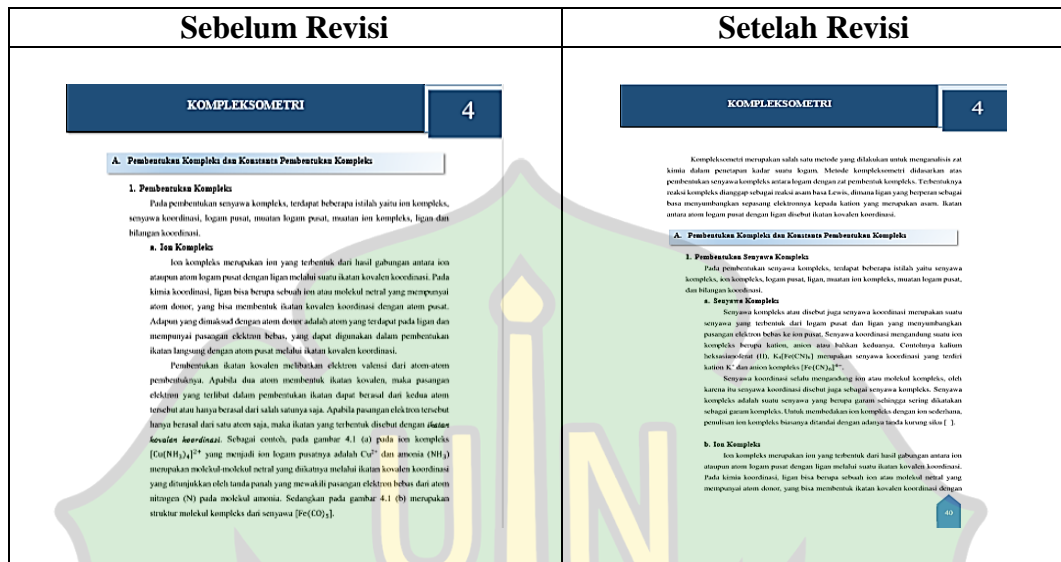 Sebelum Revisi
Setelah Revisi
KOMPLEKSOMETRI
4
A. Pembentukan Kompleks dan Konstanta Pembentukan Kompleks
1. Pembentukan Kompleks
Pada pembentukan senyawa kompleks, terdapat beberapa istilah yaitu ion kompleks,
senyawa koordinasi, logam pusat, muatan logam pusat, muatan ion kompleks, ligan dan
bilangan koordinasi.
a. Ion Kompleks
Ion kompleks merupakan ion yang terbentuk dari hasil gabungan antara ion
ataupun atom logam pusat dengan ligan melalui suatu ikatan kovalen koordinasi. Pada
kimia koordinasi, ligan bisa berupa sebuah ion atau molekul netral yang mempunyai
atom donor, yang bisa membentuk ikatan kovalen koordinasi dengan atom pusat.
Adapun yang dimaksud dengan atom donor adalah atom yang terdapat pada ligan dan
mempunyai pasangan elektron bebas, yang dapat digunakan dalam pembentukan
ikatan langsung dengan atom pusat melalui ikatan kovalen koordinasi.
Pembentukan ikatan kovalen melibatkan elektron valensi dari atom-atom
pembentuknya. Apabila dua atom membentuk ikatan kovalen, maka pasangan
elektron yang terlibat dalam pembentukan ikatan dapat berasal dari kedua atom
tersebut atau hanya berasal dari salah satunya saja. Apabila pasangan elektron tersebut
hanya berasal dari satu atom saja, maka ikatan yang terbentuk disebut dengan ikatan
kovalen koordinasi. Sebagai contoh, pada gambar 4.1 (a) pada ion kompleks
[Cu(NH₃)₄]²⁺ yang menjadi ion logam pusatnya adalah Cu²⁺ dan amonia (NH₃)
merupakan molekul-molekul netral yang diikatnya melalui ikatan kovalen koordinasi
yang ditunjukkan oleh tanda panah yang mewakili pasangan elektron bebas dari atom
nitrogen (N) pada molekul amonia. Sedangkan pada gambar 4.1 (b) merupakan
struktur molekul kompleks dari senyawa [Fe(CO)₅].
KOMPLEKSOMETRI
4
Kompleksometri merupakan salah satu metode yang dilakukan untuk menganalisis zat
kimia dalam penetapan kadar suatu logam. Metode kompleksometri didasarkan atas
pembentukan senyawa kompleks antara logam dengan zat pembentuk kompleks. Terbentuknya
reaksi kompleks dianggap sebagai reaksi asam basa Lewis, dimana ligan yang berperan sebagai
basa menyumbangkan sepasang elektronnya kepada kation yang merupakan asam. Ikatan
antara atom logam pusat dengan ligan disebut ikatan kovalen koordinasi.
A. Pembentukan Kompleks dan Konstanta Pembentukan Kompleks
1. Pembentukan Senyawa Kompleks
Pada pembentukan senyawa kompleks, terdapat beberapa istilah yaitu senyawa
kompleks, ion kompleks, logam pusat, ligan, muatan ion kompleks, muatan logam pusat,
dan bilangan koordinasi.
a. Senyawa Kompleks
Senyawa kompleks atau disebut juga senyawa koordinasi merupakan suatu
senyawa yang terbentuk dari logam pusat dan ligan yang menyumbangkan
pasangan elektron bebas ke ion pusat. Senyawa koordinasi mengandung suatu ion
kompleks berupa kation, anion atau bahkan keduanya. Contohnya kalium
heksasianoferat (II), K₄[Fe(CN)₆] merupakan senyawa koordinasi yang terdiri
kation K⁺ dan anion kompleks [Fe(CN)₆]⁴⁻.
Senyawa koordinasi selalu mengandung ion atau molekul kompleks, oleh
karena itu senyawa koordinasi disebut juga sebagai senyawa kompleks. Senyawa
kompleks adalah suatu senyawa yang berupa garam sehingga sering dikatakan
sebagai garam kompleks. Untuk membedakan ion kompleks dengan ion sederhana,
penulisan ion kompleks biasanya ditandai dengan adanya tanda kurung siku [ ].
b. Ion Kompleks
Ion kompleks merupakan ion yang terbentuk dari hasil gabungan antara ion
ataupun atom logam pusat dengan ligan melalui suatu ikatan kovalen koordinasi.
Pada kimia koordinasi, ligan bisa berupa sebuah ion atau molekul netral yang
mempunyai atom donor, yang bisa membentuk ikatan kovalen koordinasi dengan
40
UIN